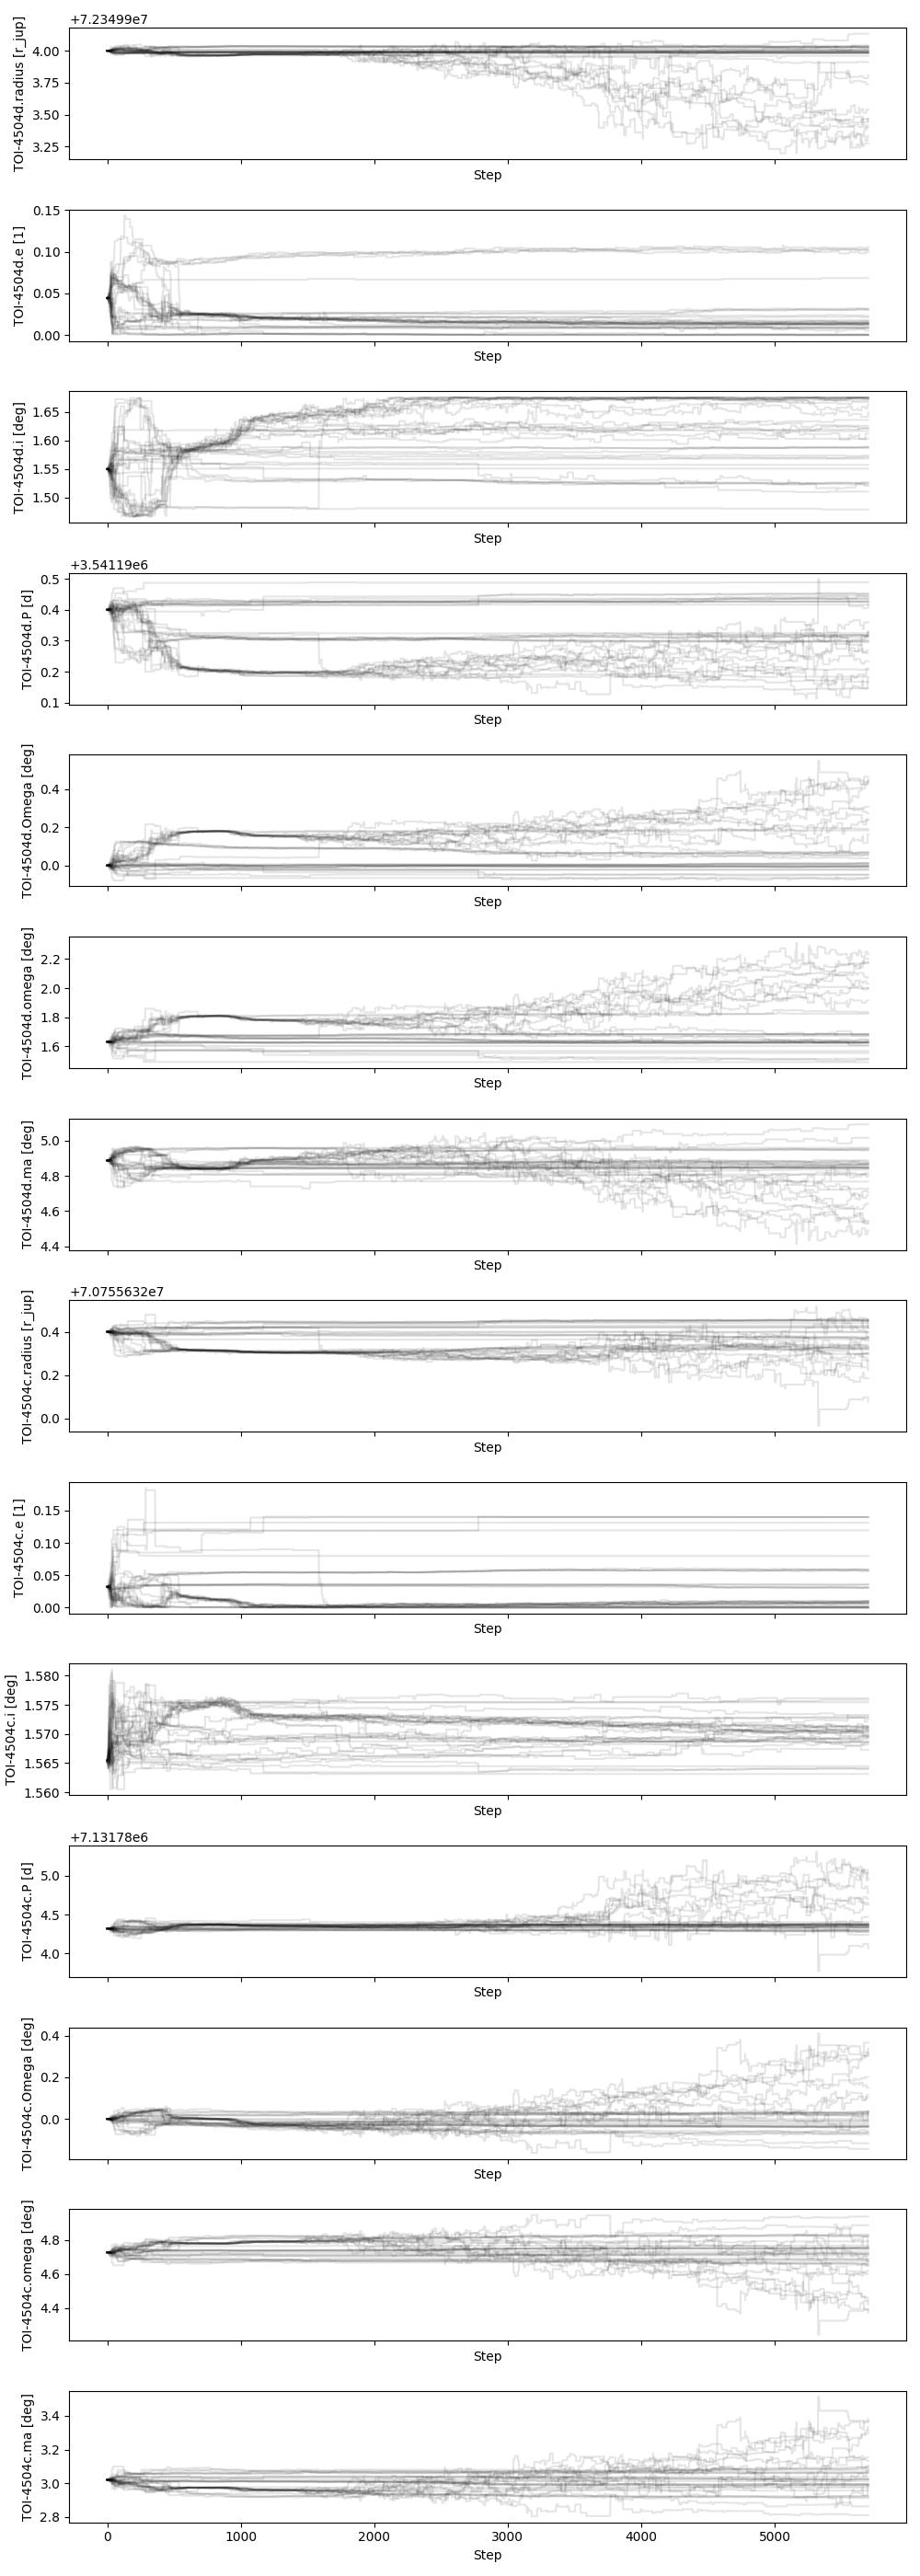 +7.23499e7
TOI-4504d.radius [r_jup]
4.00
3.75
3.50
3.25
Step
TOI-4504d.e [1]
0.15
0.10
0.05
0.00
Step
TOI-4504d.i [deg]
1.65
1.60
1.55
1.50
Step
+3.54119e6
TOI-4504d.P [d]
0.5
0.4
0.3
0.2
0.1
Step
TOI-4504d.Omega [deg]
0.4
0.2
0.0
Step
TOI-4504d.omega [deg]
2.2
2.0
1.8
1.6
Step
TOI-4504d.ma [deg]
5.0
4.8
4.6
4.4
Step
+7.0755632e7
TOI-4504c.radius [r_jup]
0.4
0.2
0.0
Step
TOI-4504c.e [1]
0.15
0.10
0.05
0.00
Step
TOI-4504c.i [deg]
1.580
1.575
1.570
1.565
1.560
Step
+7.13178e6
TOI-4504c.P [d]
5.0
4.5
4.0
Step
TOI-4504c.Omega [deg]
0.4
0.2
0.0
Step
TOI-4504c.omega [deg]
4.8
4.6
4.4
Step
TOI-4504c.ma [deg]
3.4
3.2
3.0
2.8
0 1000 2000 3000 4000 5000
Step